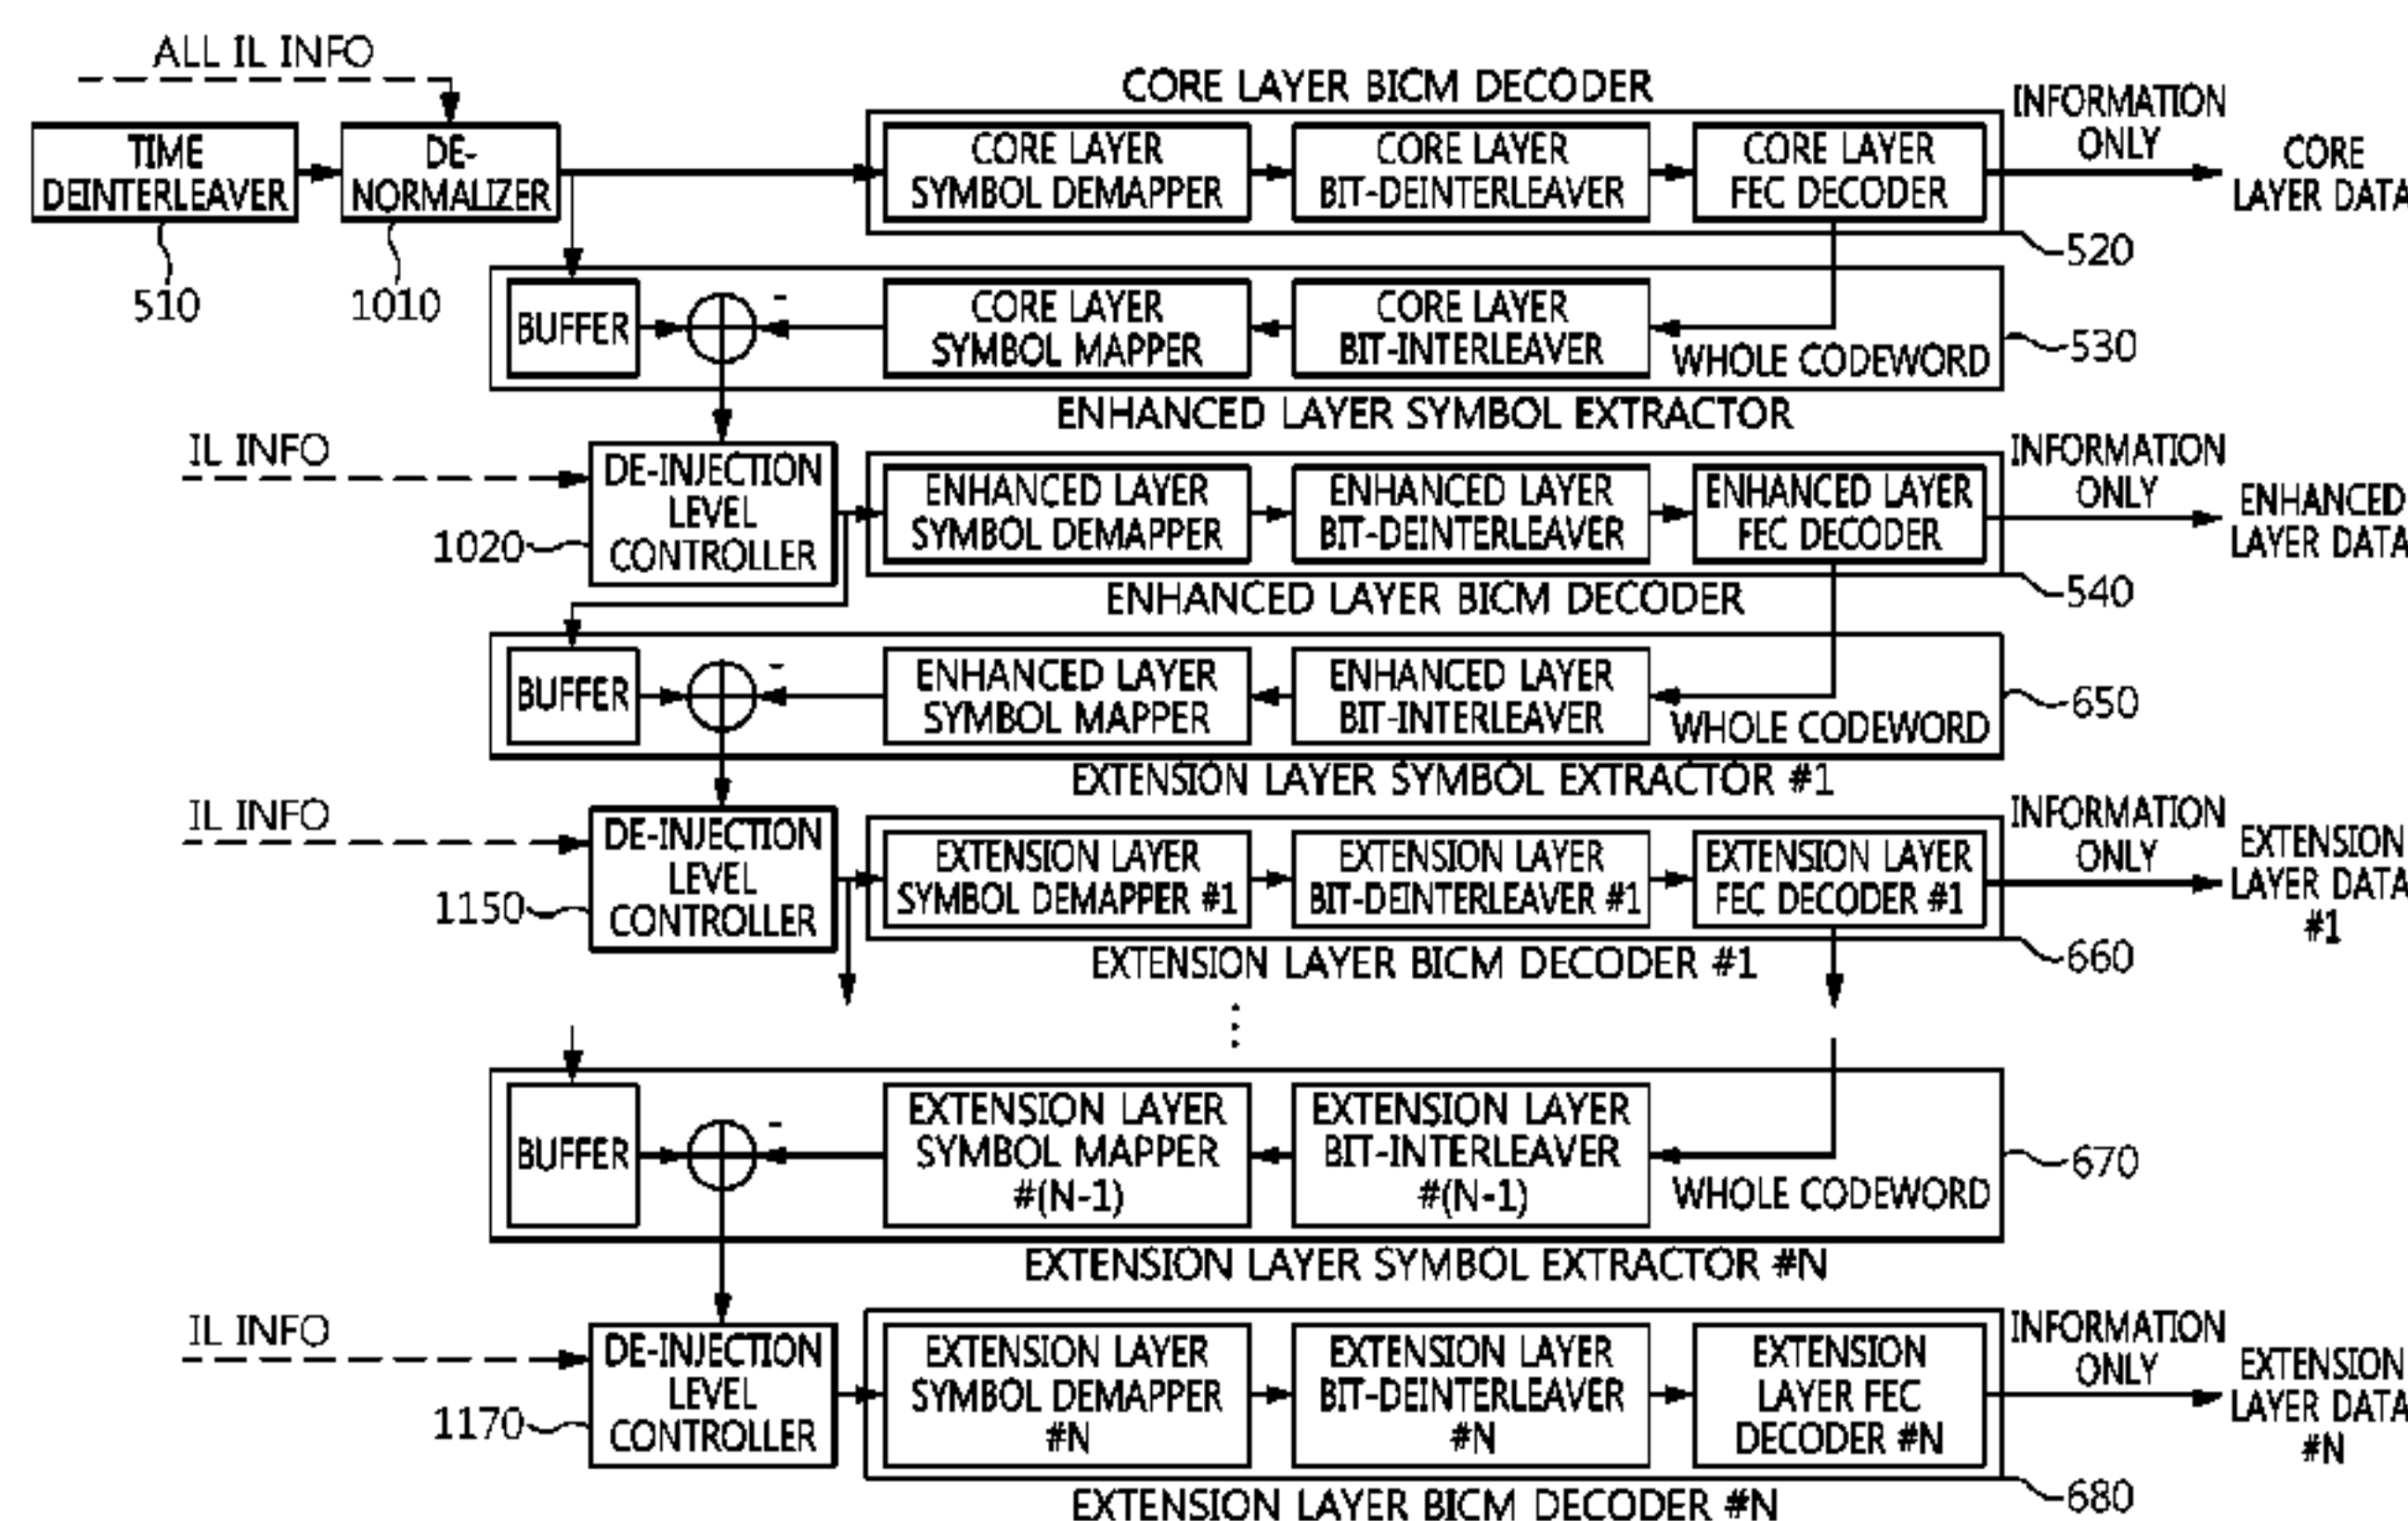 ALL IL INFO
TIME
DEINTERLEAVER
DE-
NORMALIZER
CORE LAYER BICM DECODER
CORE LAYER
SYMBOL DEMAPPER
CORE LAYER
BIT-DEINTERLEAVER
CORE LAYER
FEC DECODER
INFORMATION
ONLY
CORE
LAYER DATA
510
1010
520
BUFFER
-
CORE LAYER
SYMBOL MAPPER
CORE LAYER
BIT-INTERLEAVER
WHOLE CODEWORD
530
ENHANCED LAYER SYMBOL EXTRACTOR
IL INFO
DE-INJECTION
LEVEL
CONTROLLER
1020
ENHANCED LAYER
SYMBOL DEMAPPER
ENHANCED LAYER
BIT-DEINTERLEAVER
ENHANCED LAYER
FEC DECODER
INFORMATION
ONLY
ENHANCED
LAYER DATA
540
ENHANCED LAYER BICM DECODER
BUFFER
-
ENHANCED LAYER
SYMBOL MAPPER
ENHANCED LAYER
BIT-INTERLEAVER
WHOLE CODEWORD
650
EXTENSION LAYER SYMBOL EXTRACTOR #1
IL INFO
DE-INJECTION
LEVEL
CONTROLLER
1150
EXTENSION LAYER
SYMBOL DEMAPPER #1
EXTENSION LAYER
BIT-DEINTERLEAVER #1
EXTENSION LAYER
FEC DECODER #1
INFORMATION
ONLY
EXTENSION
LAYER DATA
#1
660
EXTENSION LAYER BICM DECODER #1
BUFFER
-
EXTENSION LAYER
SYMBOL MAPPER
#(N-1)
EXTENSION LAYER
BIT-INTERLEAVER
#(N-1)
WHOLE CODEWORD
670
EXTENSION LAYER SYMBOL EXTRACTOR #N
IL INFO
DE-INJECTION
LEVEL
CONTROLLER
1170
EXTENSION LAYER
SYMBOL DEMAPPER
#N
EXTENSION LAYER
BIT-DEINTERLEAVER
#N
EXTENSION
LAYER FEC
DECODER #N
INFORMATION
ONLY
EXTENSION
LAYER DATA
#N
680
EXTENSION LAYER BICM DECODER #N